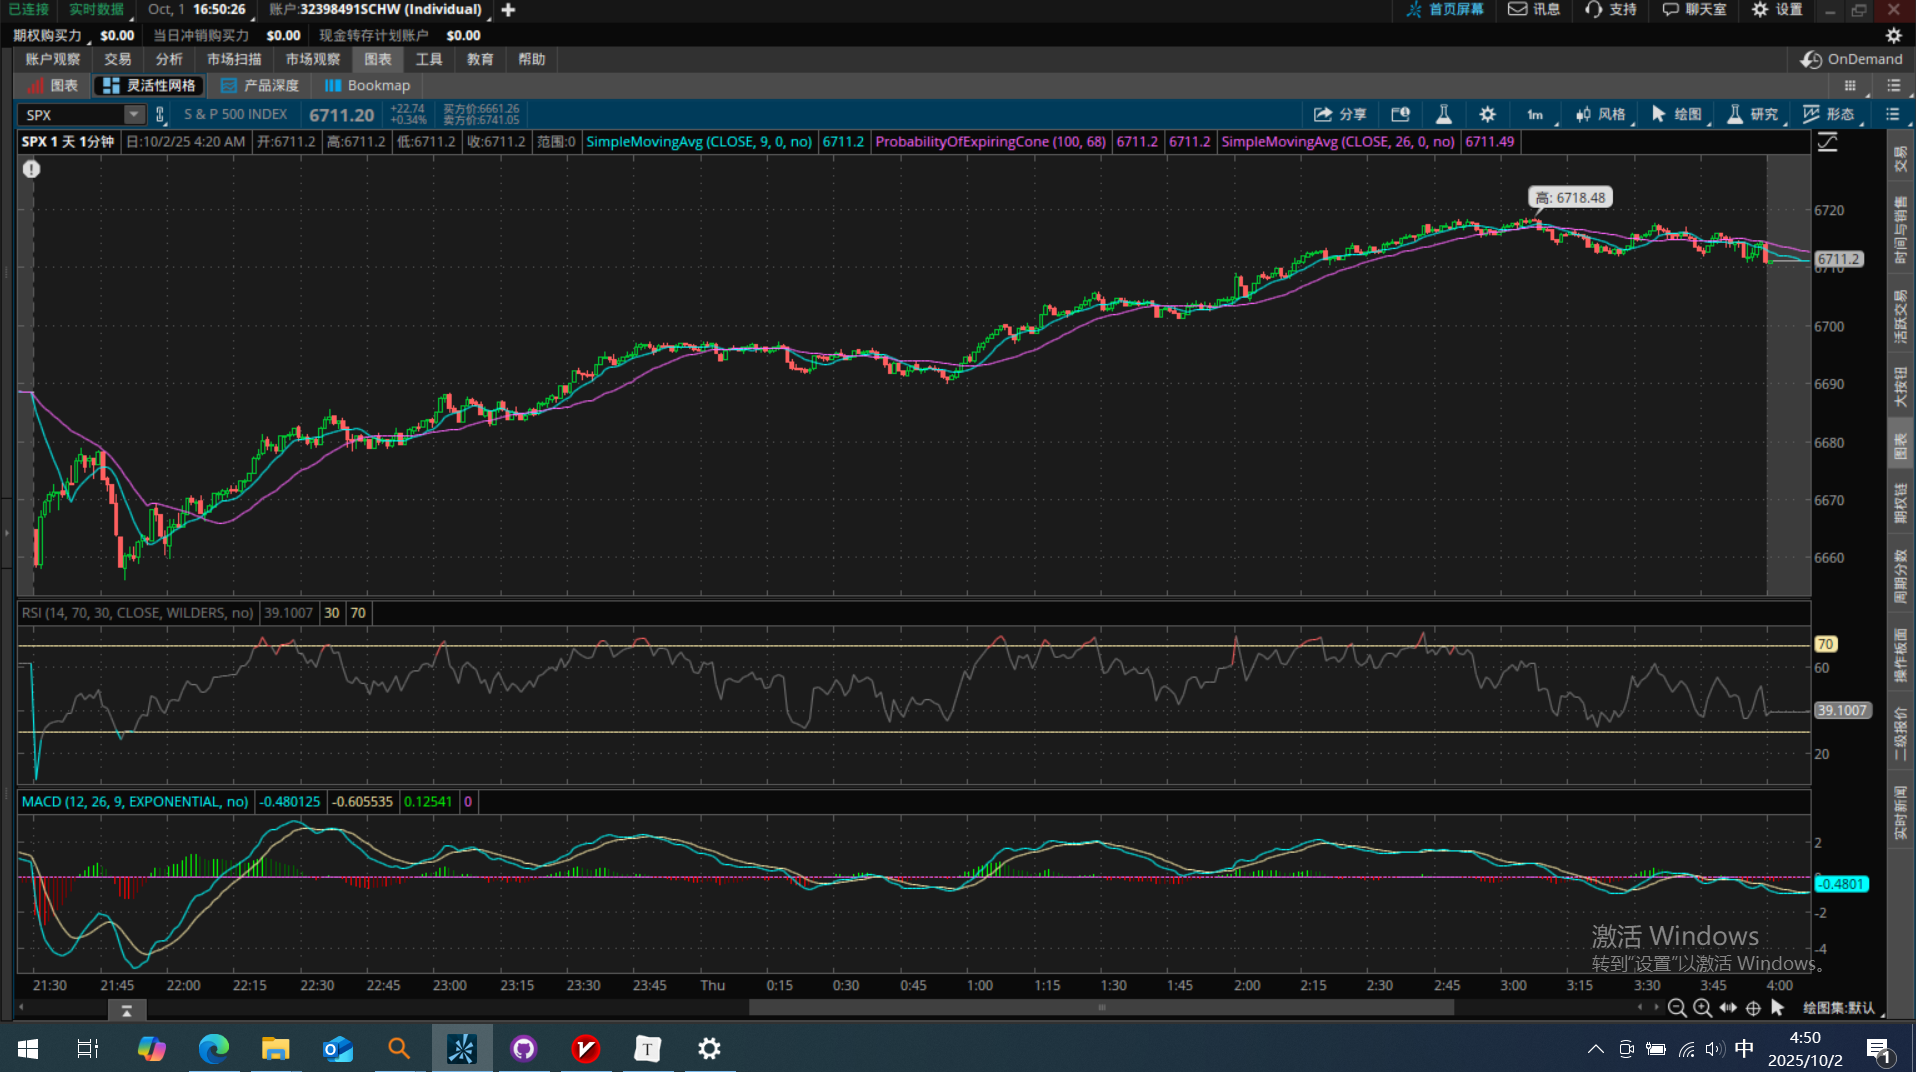 已连接 实时数据 Oct, 1 16:50:26 账户:32398491SCHW (Individual) 首页屏幕 讯息 支持 聊天室 设置
期权购买力 $0.00 当日冲销购买力 $0.00 现金转存计划账户 $0.00
账户观察 交易 分析 市场扫描 市场观察 图表 工具 教育 帮助 OnDemand
图表 灵活性网格 产品深度 Bookmap
SPX S & P 500 INDEX 6711.20 +22.74 买方价:6661.26 分享 1m 风格 绘图 研究 形态
+0.34% 卖方价:6741.05
SPX 1 天 1分钟 日:10/2/25 4:20 AM 开:6711.2 高:6711.2 低:6711.2 收:6711.2 范围:0 SimpleMovingAvg (CLOSE, 9, 0, no) 6711.2 ProbabilityOfExpiringCone (100, 68) 6711.2 6711.2 SimpleMovingAvg (CLOSE, 26, 0, no) 6711.49
高: 6718.48
6720
6711.2
6710
6700
6690
6680
6670
6660
RSI (14, 70, 30, CLOSE, WILDERS, no) 39.1007 30 70
70
60
39.1007
20
MACD (12, 26, 9, EXPONENTIAL, no) -0.480125 -0.605535 0.12541 0
2
-0.4801
-2
-4
21:30 21:45 22:00 22:15 22:30 22:45 23:00 23:15 23:30 23:45 Thu 0:15 0:30 0:45 1:00 1:15 1:30 1:45 2:00 2:15 2:30 2:45 3:00 3:15 3:30 3:45 4:00
绘图集:默认
交易
时间与销售
活跃交易
大按钮
图表
期权链
周期分数
操作板面
二级报价
实时新闻
激活 Windows
转到"设置"以激活 Windows。
T 中 4:50
2025/10/2 1